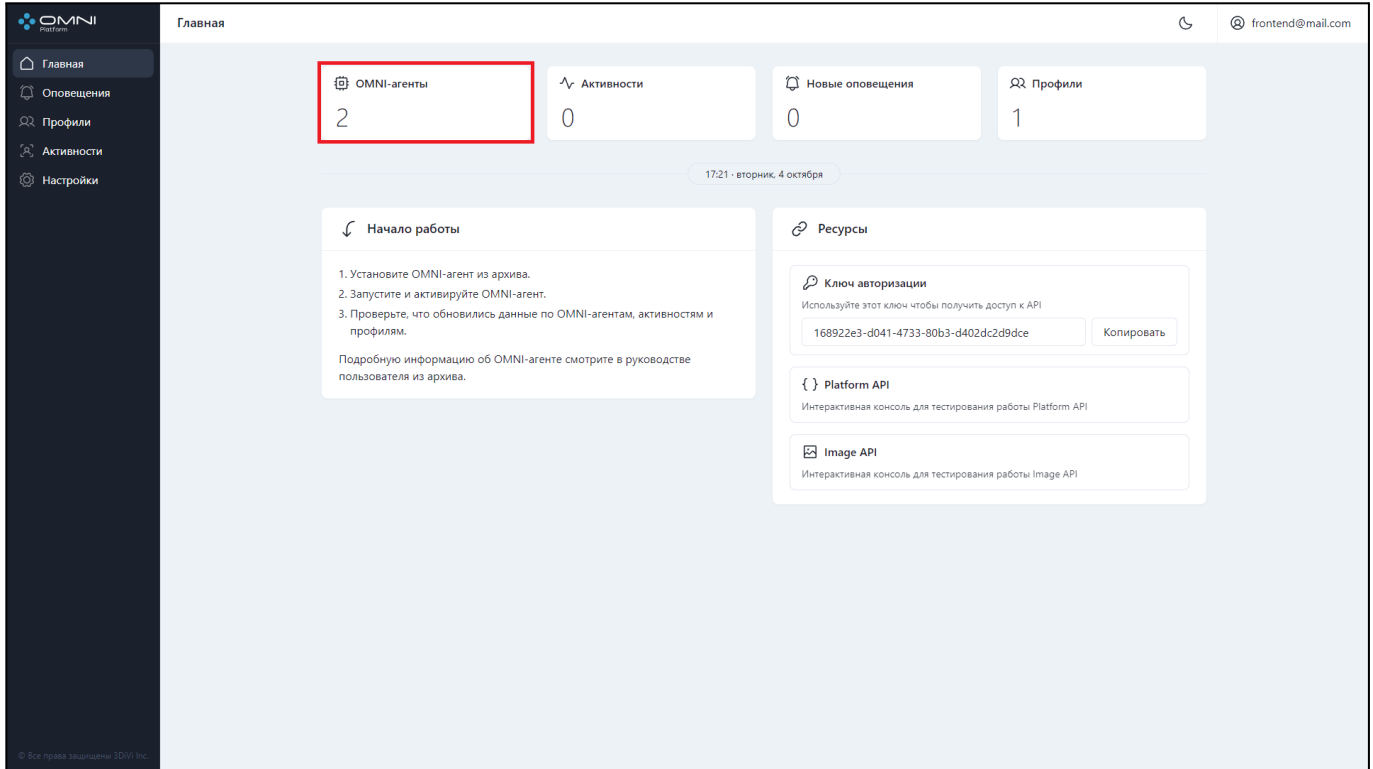 OMNI
Platform
Главная
frontend@mail.com
Главная
Оповещения
Профили
Активности
Настройки
OMNI-агенты
2
Активности
0
Новые оповещения
0
Профили
1
17:21 · вторник, 4 октября
Начало работы
1. Установите OMNI-агент из архива.
2. Запустите и активируйте OMNI-агент.
3. Проверьте, что обновились данные по OMNI-агентам, активностям и
профилям.
Подробную информацию об OMNI-агенте смотрите в руководстве
пользователя из архива.
Ресурсы
Ключ авторизации
Используйте этот ключ чтобы получить доступ к API
168922e3-d041-4733-80b3-d402dc2d9dce
Копировать
{ } Platform API
Интерактивная консоль для тестирования работы Platform API
Image API
Интерактивная консоль для тестирования работы Image API
© Все права защищены 3DiVi Inc.